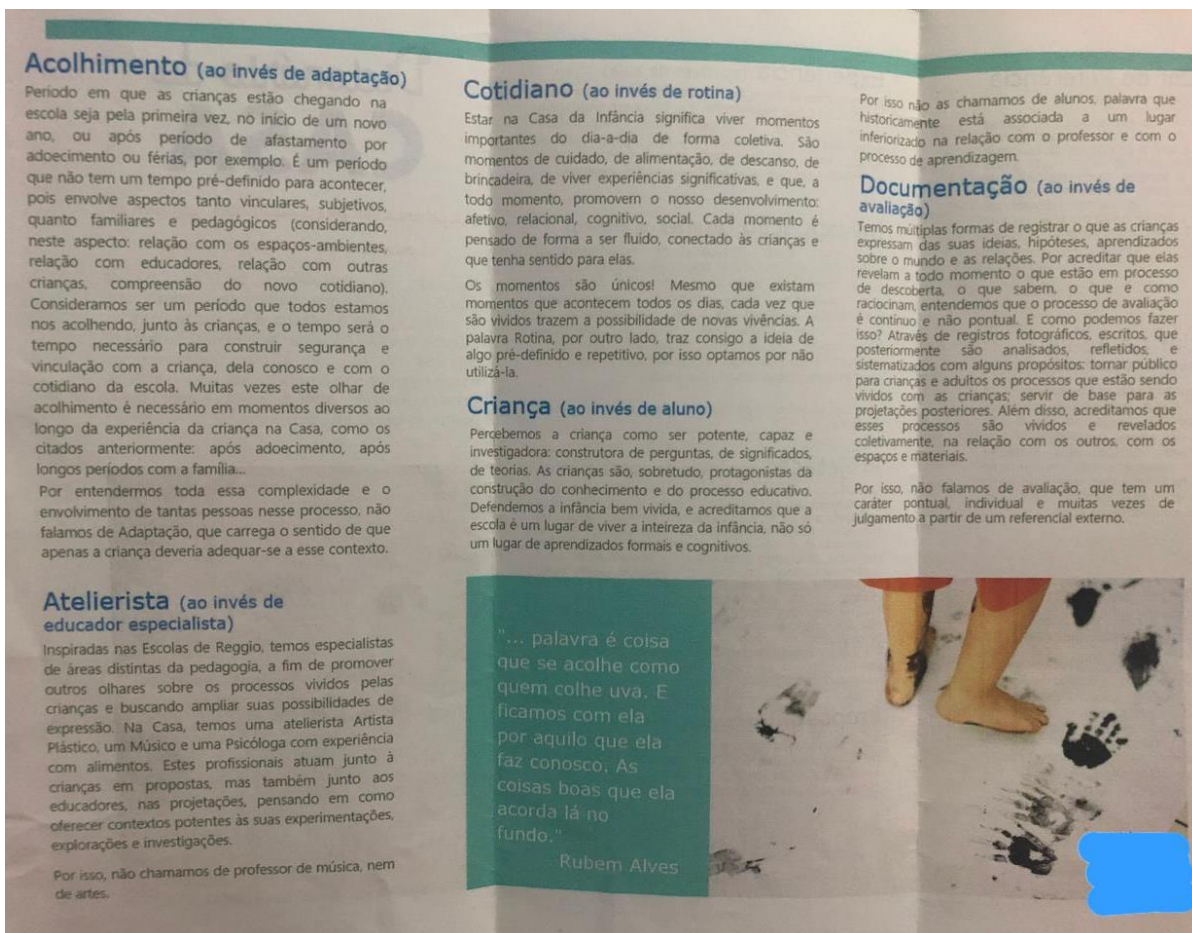 Acolhimento (ao invés de adaptação)
Período em que as crianças estão chegando na
escola seja pela primeira vez, no início de um novo
ano, ou após período de afastamento por
adoecimento ou férias, por exemplo. É um período
que não tem um tempo pré-definido para acontecer,
pois envolve aspectos tanto vinculares, subjetivos,
quanto familiares e pedagógicos (considerando,
neste aspecto: relação com os espaços-ambientes,
relação com educadores, relação com outras
crianças, compreensão do novo cotidiano).
Consideramos ser um período que todos estamos
nos acolhendo, junto às crianças, e o tempo será o
tempo necessário para construir segurança e
vinculação com a criança, dela conosco e com o
cotidiano da escola. Muitas vezes este olhar de
acolhimento é necessário em momentos diversos ao
longo da experiência da criança na Casa, como os
citados anteriormente: após adoecimento, após
longos períodos com a família...
Por entendermos toda essa complexidade e o
envolvimento de tantas pessoas nesse processo, não
falamos de Adaptação, que carrega o sentido de que
apenas a criança deveria adequar-se a esse contexto.
Atelierista (ao invés de
educador especialista)
Inspiradas nas Escolas de Reggio, temos especialistas
de áreas distintas da pedagogia, a fim de promover
outros olhares sobre os processos vividos pelas
crianças e buscando ampliar suas possibilidades de
expressão. Na Casa, temos uma atelierista Artista
Plástico, um Músico e uma Psicóloga com experiência
com alimentos. Estes profissionais atuam junto à
crianças em propostas, mas também junto aos
educadores, nas projetações, pensando em como
oferecer contextos potentes às suas experimentações,
explorações e investigações.
Por isso, não chamamos de professor de música, nem
de artes.
Cotidiano (ao invés de rotina)
Estar na Casa da Infância significa viver momentos
importantes do dia-a-dia de forma coletiva. São
momentos de cuidado, de alimentação, de descanso, de
brincadeira, de viver experiências significativas, e que, a
todo momento, promovem o nosso desenvolvimento:
afetivo, relacional, cognitivo, social. Cada momento é
pensado de forma a ser fluído, conectado às crianças e
que tenha sentido para elas.
Os momentos são únicos! Mesmo que existam
momentos que acontecem todos os dias, cada vez que
são vividos trazem a possibilidade de novas vivências. A
palavra Rotina, por outro lado, traz consigo a ideia de
algo pré-definido e repetitivo, por isso optamos por não
utilizá-la.
Criança (ao invés de aluno)
Percebemos a criança como ser potente, capaz e
investigadora: construtora de perguntas, de significados,
de teorias. As crianças são, sobretudo, protagonistas da
construção do conhecimento e do processo educativo.
Defendemos a infância bem vivida, e acreditamos que a
escola é um lugar de viver a inteireza da infância, não só
um lugar de aprendizados formais e cognitivos.
Por isso não as chamamos de alunos, palavra que
historicamente está associada a um lugar
inferiorizado na relação com o professor e com o
processo de aprendizagem.
Documentação (ao invés de
avaliação)
Temos múltiplas formas de registrar o que as crianças
expressam das suas ideias, hipóteses, aprendizados
sobre o mundo e as relações. Por acreditar que elas
revelam a todo momento o que estão em processo
de descoberta, o que sabem, o que e como
raciocinam, entendemos que o processo de avaliação
é contínuo e não pontual. E como podemos fazer
isso? Através de registros fotográficos, escritos, que
posteriormente são analisados, refletidos, e
sistematizados com alguns propósitos: tornar público
para crianças e adultos os processos que estão sendo
vividos com as crianças; servir de base para as
projetações posteriores. Além disso, acreditamos que
esses processos são vividos e revelados
coletivamente, na relação com os outros, com os
espaços e materiais.
Por isso, não falamos de avaliação, que tem um
caráter pontual, individual e muitas vezes de
julgamento a partir de um referencial externo.
"... palavra é coisa
que se acolhe como
quem colhe uva. E
ficamos com ela
por aquilo que ela
faz conosco. As
coisas boas que ela
acorda lá no
fundo."
Rubem Alves